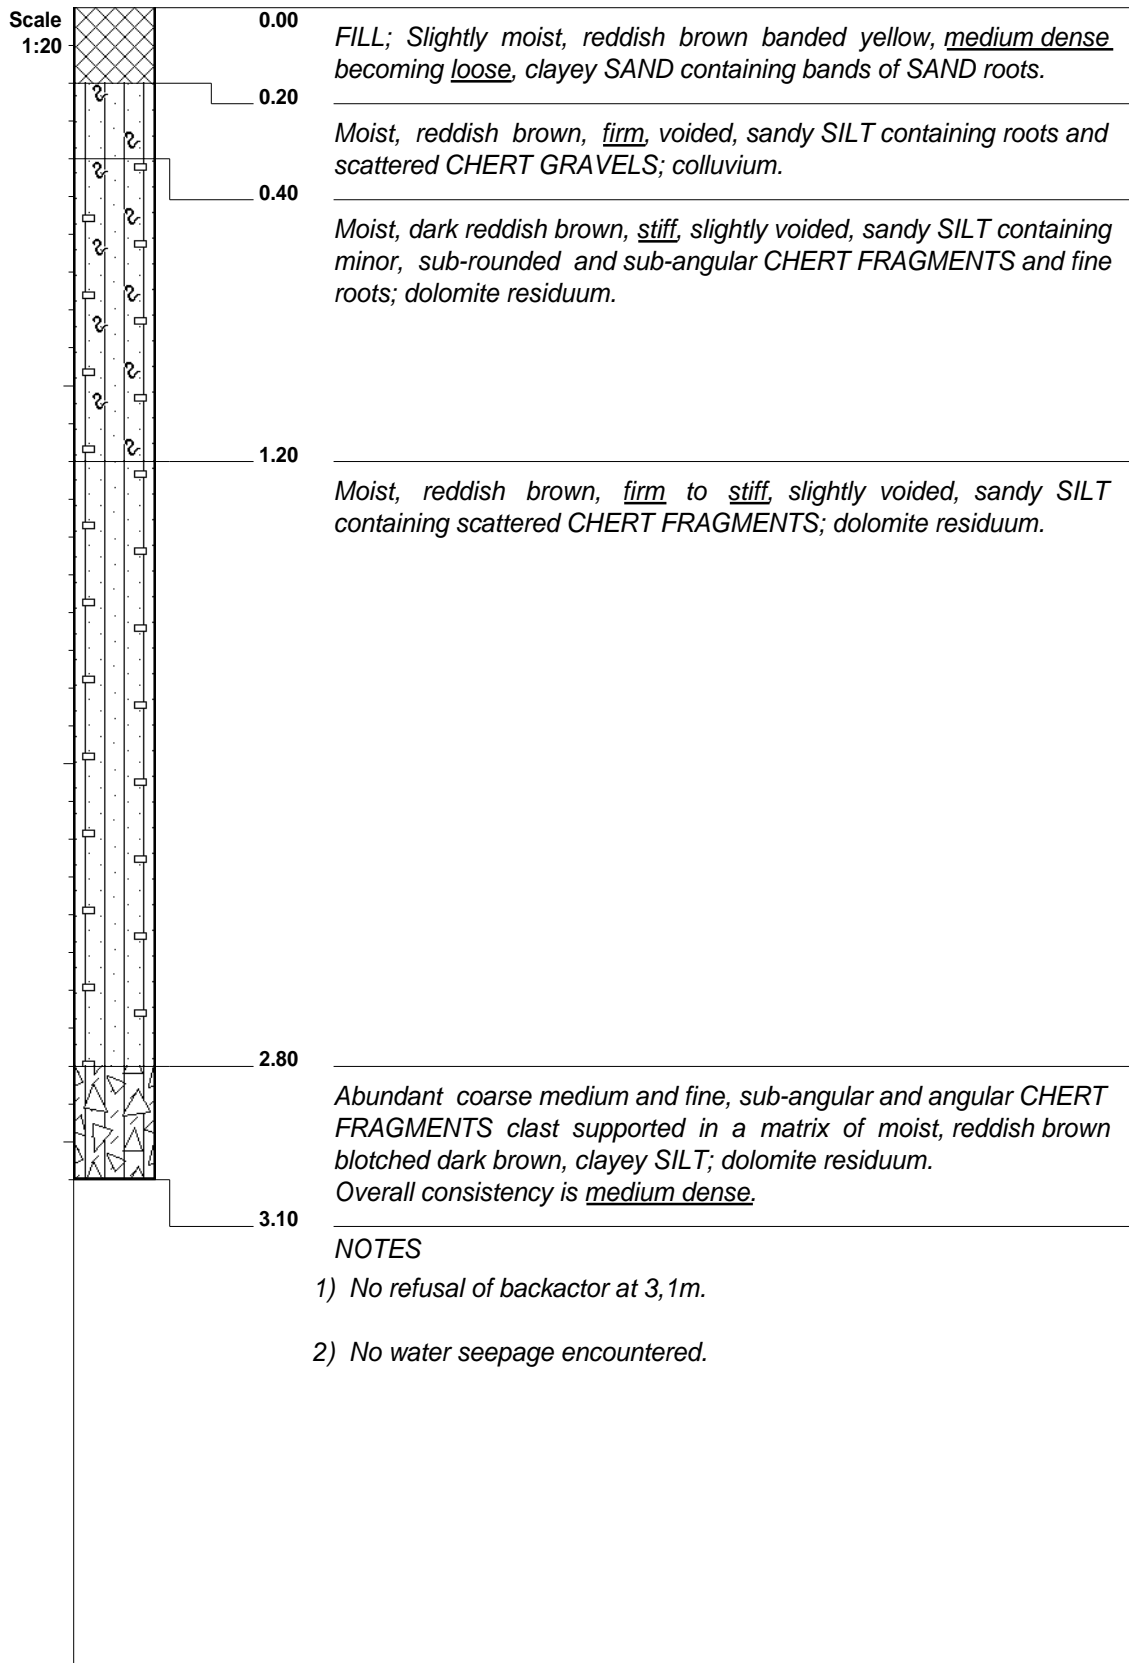 Scale
1:20
0.00
FILL; Slightly moist, reddish brown banded yellow, medium dense
becoming loose, clayey SAND containing bands of SAND roots.
0.20
Moist, reddish brown, firm, voided, sandy SILT containing roots and
scattered CHERT GRAVELS; colluvium.
0.40
Moist, dark reddish brown, stiff, slightly voided, sandy SILT containing
minor, sub-rounded and sub-angular CHERT FRAGMENTS and fine
roots; dolomite residuum.
1.20
Moist, reddish brown, firm to stiff, slightly voided, sandy SILT
containing scattered CHERT FRAGMENTS; dolomite residuum.
2.80
Abundant coarse medium and fine, sub-angular and angular CHERT
FRAGMENTS clast supported in a matrix of moist, reddish brown
blotched dark brown, clayey SILT; dolomite residuum.
Overall consistency is medium dense.
3.10
NOTES
1) No refusal of backactor at 3,1m.
2) No water seepage encountered.